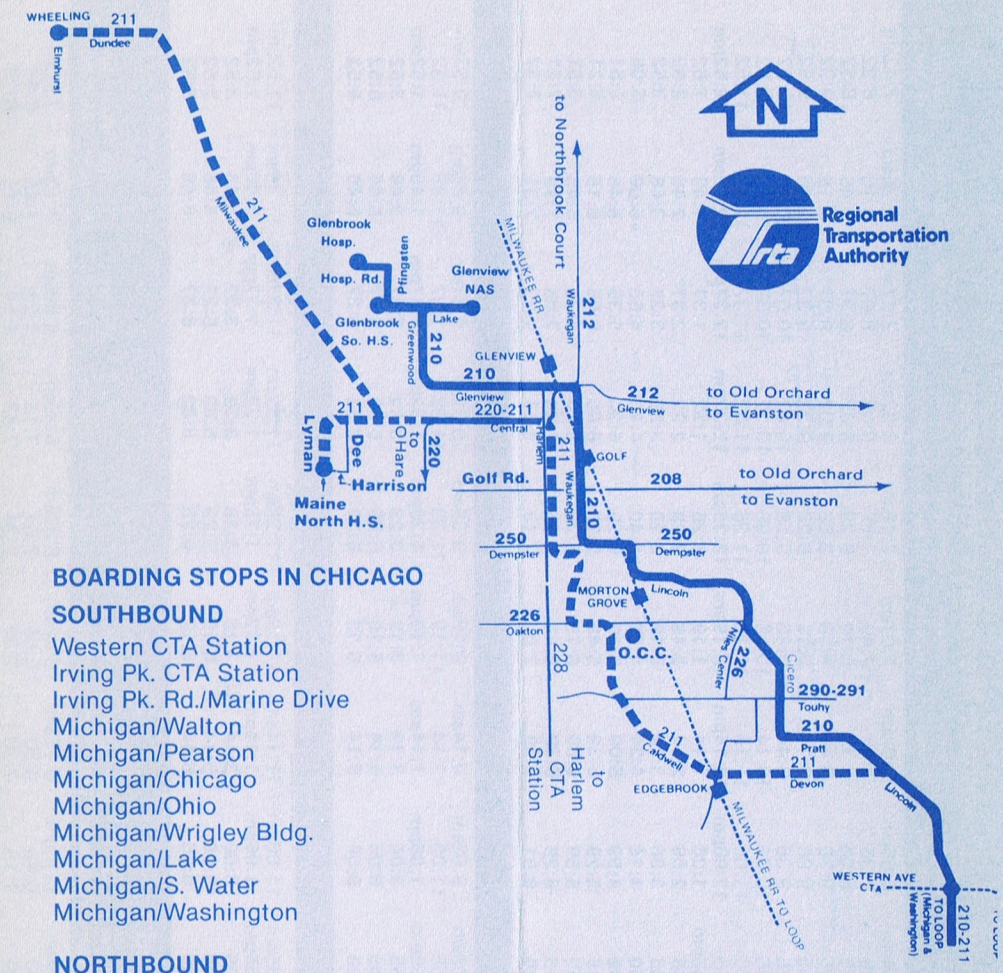 WHEELING
211
Dundee
Elmhurst
N
Regional
Transportation
Authority
rta
to Northbrook Court
211
Milwaukee
Glenbrook
Hosp.
Hosp. Rd.
Pfingsten
Glenview
NAS
Lake
Glenbrook
So. H.S.
Greenwood
210
MILWAUKEE RR
Waukegan
212
GLENVIEW
210
Glenview
212
Glenview
to Old Orchard
to Evanston
211
220-211
Central
Harlem
Lyman
Dee
to
O'Hare
220
Harrison
Maine
North H.S.
211
Waukegan
210
GOLF
Golf Rd.
208
to Old Orchard
to Evanston
250
Dempster
250
Dempster
MORTON
GROVE
Lincoln
226
Oakton
O.C.C.
228
Niles Center
226
Cicero
290-291
Touhy
210
Pratt
211
Caldwell
211
Devon
EDGEBROOK
Lincoln
to
Harlem
CTA
Station
MILWAUKEE RR TO LOOP
WESTERN AVE
CTA
TO LOOP
(Michigan &
Washington)
210-211
TO LOOP
BOARDING STOPS IN CHICAGO
SOUTHBOUND
Western CTA Station
Irving Pk. CTA Station
Irving Pk. Rd./Marine Drive
Michigan/Walton
Michigan/Pearson
Michigan/Chicago
Michigan/Ohio
Michigan/Wrigley Bldg.
Michigan/Lake
Michigan/S. Water
Michigan/Washington
NORTHBOUND